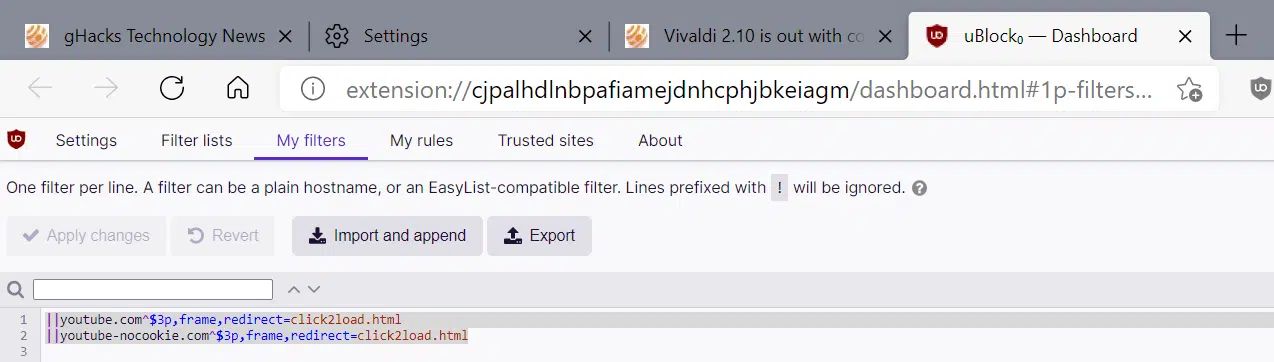 gHacks Technology News
Settings
Vivaldi 2.10 is out with co
uBlock₀ — Dashboard
extension://cjpalhdlnbpafiamejdnhcphjbkeiagm/dashboard.html#1p-filters...
Settings Filter lists My filters My rules Trusted sites About
One filter per line. A filter can be a plain hostname, or an EasyList-compatible filter. Lines prefixed with ! will be ignored.
Apply changes Revert Import and append Export
1 ||youtube.com^$3p,frame,redirect=click2load.html
2 ||youtube-nocookie.com^$3p,frame,redirect=click2load.html
3